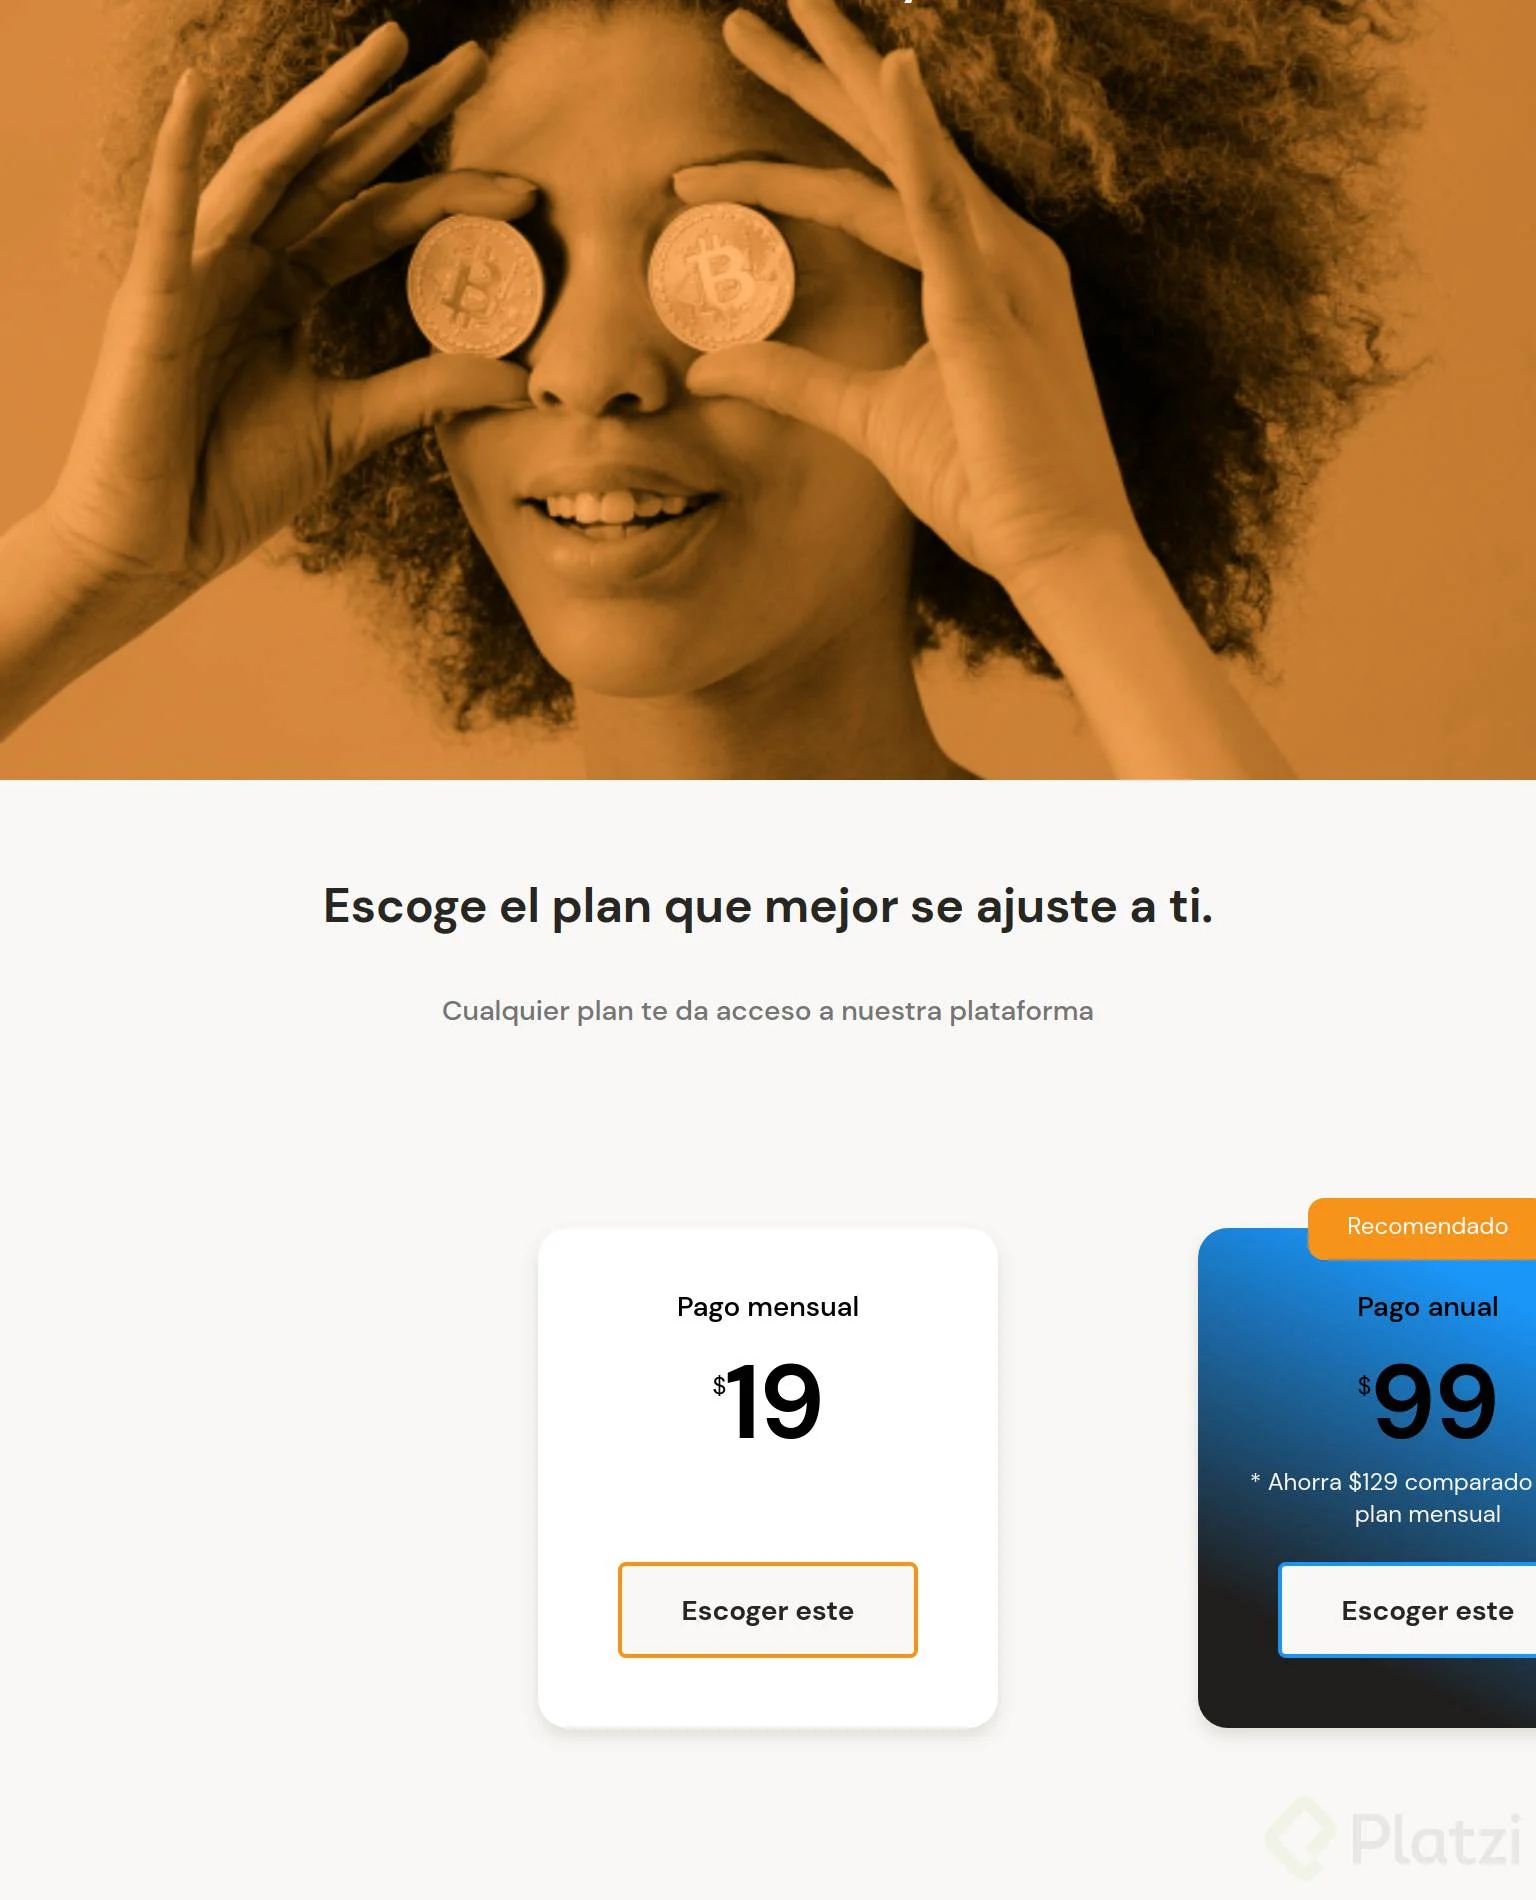 Escoge el plan que mejor se ajuste a ti.
Cualquier plan te da acceso a nuestra plataforma
Recomendado
Pago mensual
$19
Escoger este
Pago anual
$99
* Ahorra $129 comparado
plan mensual
Escoger este
Platzi